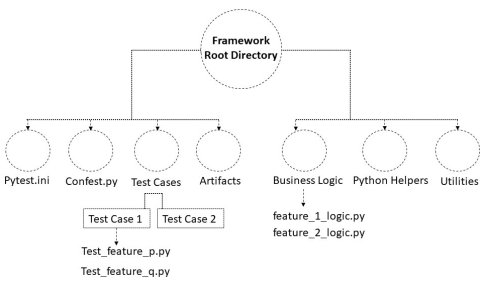 Framework
Root Directory
Pytest.ini
Confest.py
Test Cases
Artifacts
Business Logic
Python Helpers
Utilities
Test Case 1
Test Case 2
Test_feature_p.py
Test_feature_q.py
feature_1_logic.py
feature_2_logic.py